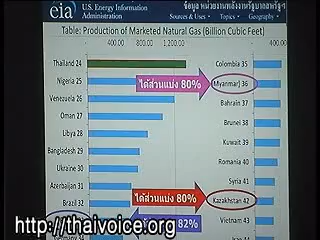 eia U.S. Energy Information Administration
ข้อมูล หน่วยงานพลังงานรัฐบาลสหรัฐฯ
Sources & Uses Topics Geography
Table: Production of Marketed Natural Gas (Billion Cubic Feet)
400.00 1,200.00 400.
Thailand 24
Nigeria 25
Venezuela 26
Oman 27
Libya 28
Bangladesh 29
Ukraine 30
Azerbaijan 31
Brazil 32
Germany 34
ได้ส่วนแบ่ง 80%
ได้ส่วนแบ่ง 80%
82%
Colombia 35
Myanmar 36
Bahrain 37
Brunei 38
Kuwait 39
Romania 40
Syria 41
Kazakhstan 42
Vietnam 43
44
http://thaivoice.org